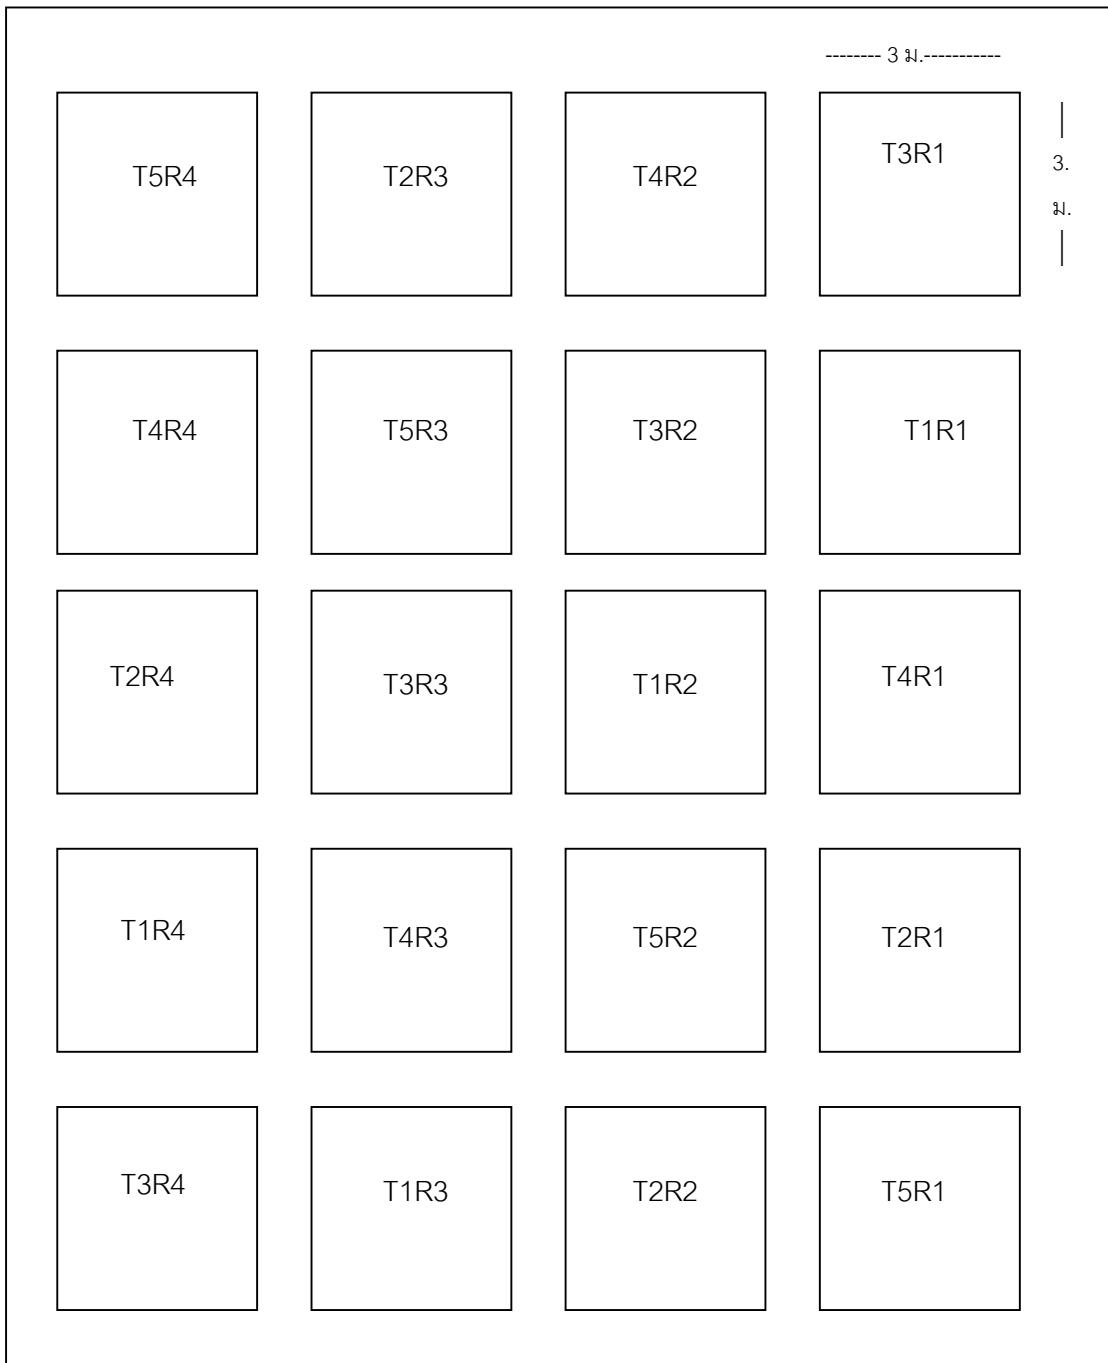 -------- 3 ม.-----------
T5R4 T2R3 T4R2 T3R1
|
3.
ม.
|
T4R4 T5R3 T3R2 T1R1
T2R4 T3R3 T1R2 T4R1
T1R4 T4R3 T5R2 T2R1
T3R4 T1R3 T2R2 T5R1